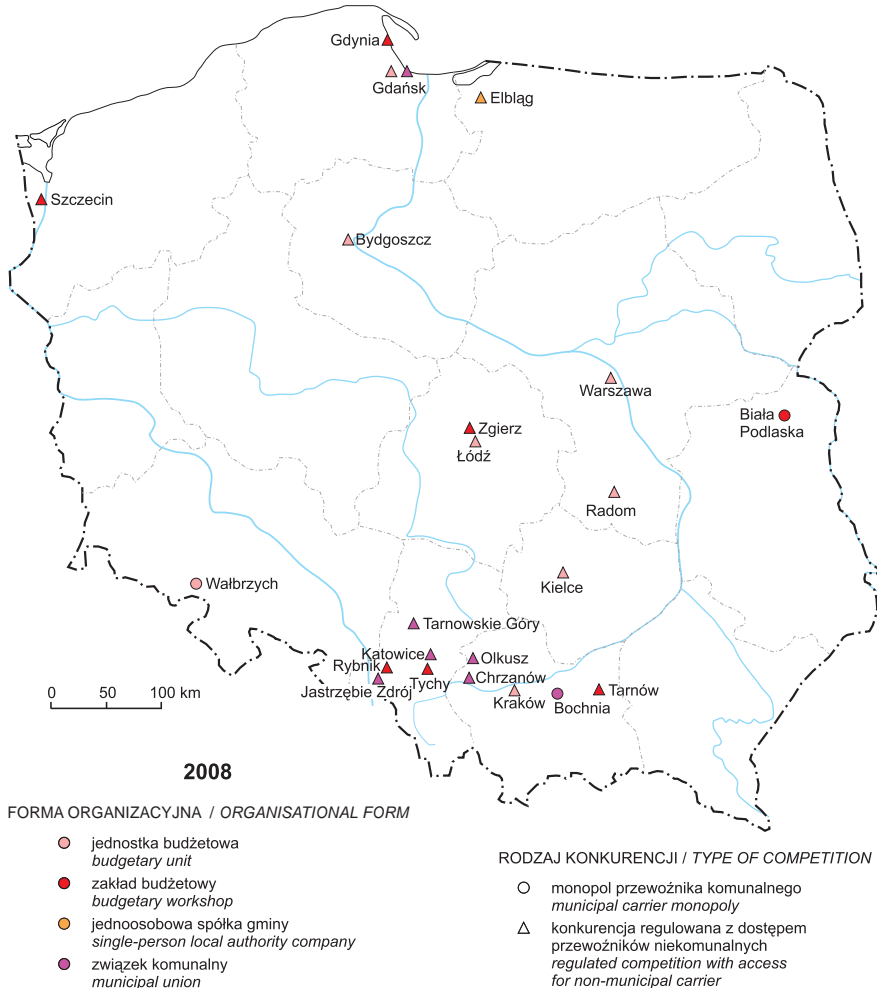 Gdynia
Gdańsk
Elbląg
Szczecin
Bydgoszcz
Warszawa
Biała
Podlaska
Zgierz
Łódź
Radom
Kielce
Wałbrzych
Tarnowskie Góry
Katowice
Olkusz
Rybnik
Chrzanów
Tychy
Jastrzębie Zdrój
Kraków
Bochnia
Tarnów
0 50 100 km
2008
FORMA ORGANIZACYJNA / ORGANISATIONAL FORM
jednostka budżetowa
budgetary unit
zakład budżetowy
budgetary workshop
jednoosobowa spółka gminy
single-person local authority company
związek komunalny
municipal union
RODZAJ KONKURENCJI / TYPE OF COMPETITION
monopol przewoźnika komunalnego
municipal carrier monopoly
konkurencja regulowana z dostępem
przewoźników niekomunalnych
regulated competition with access
for non-municipal carrier